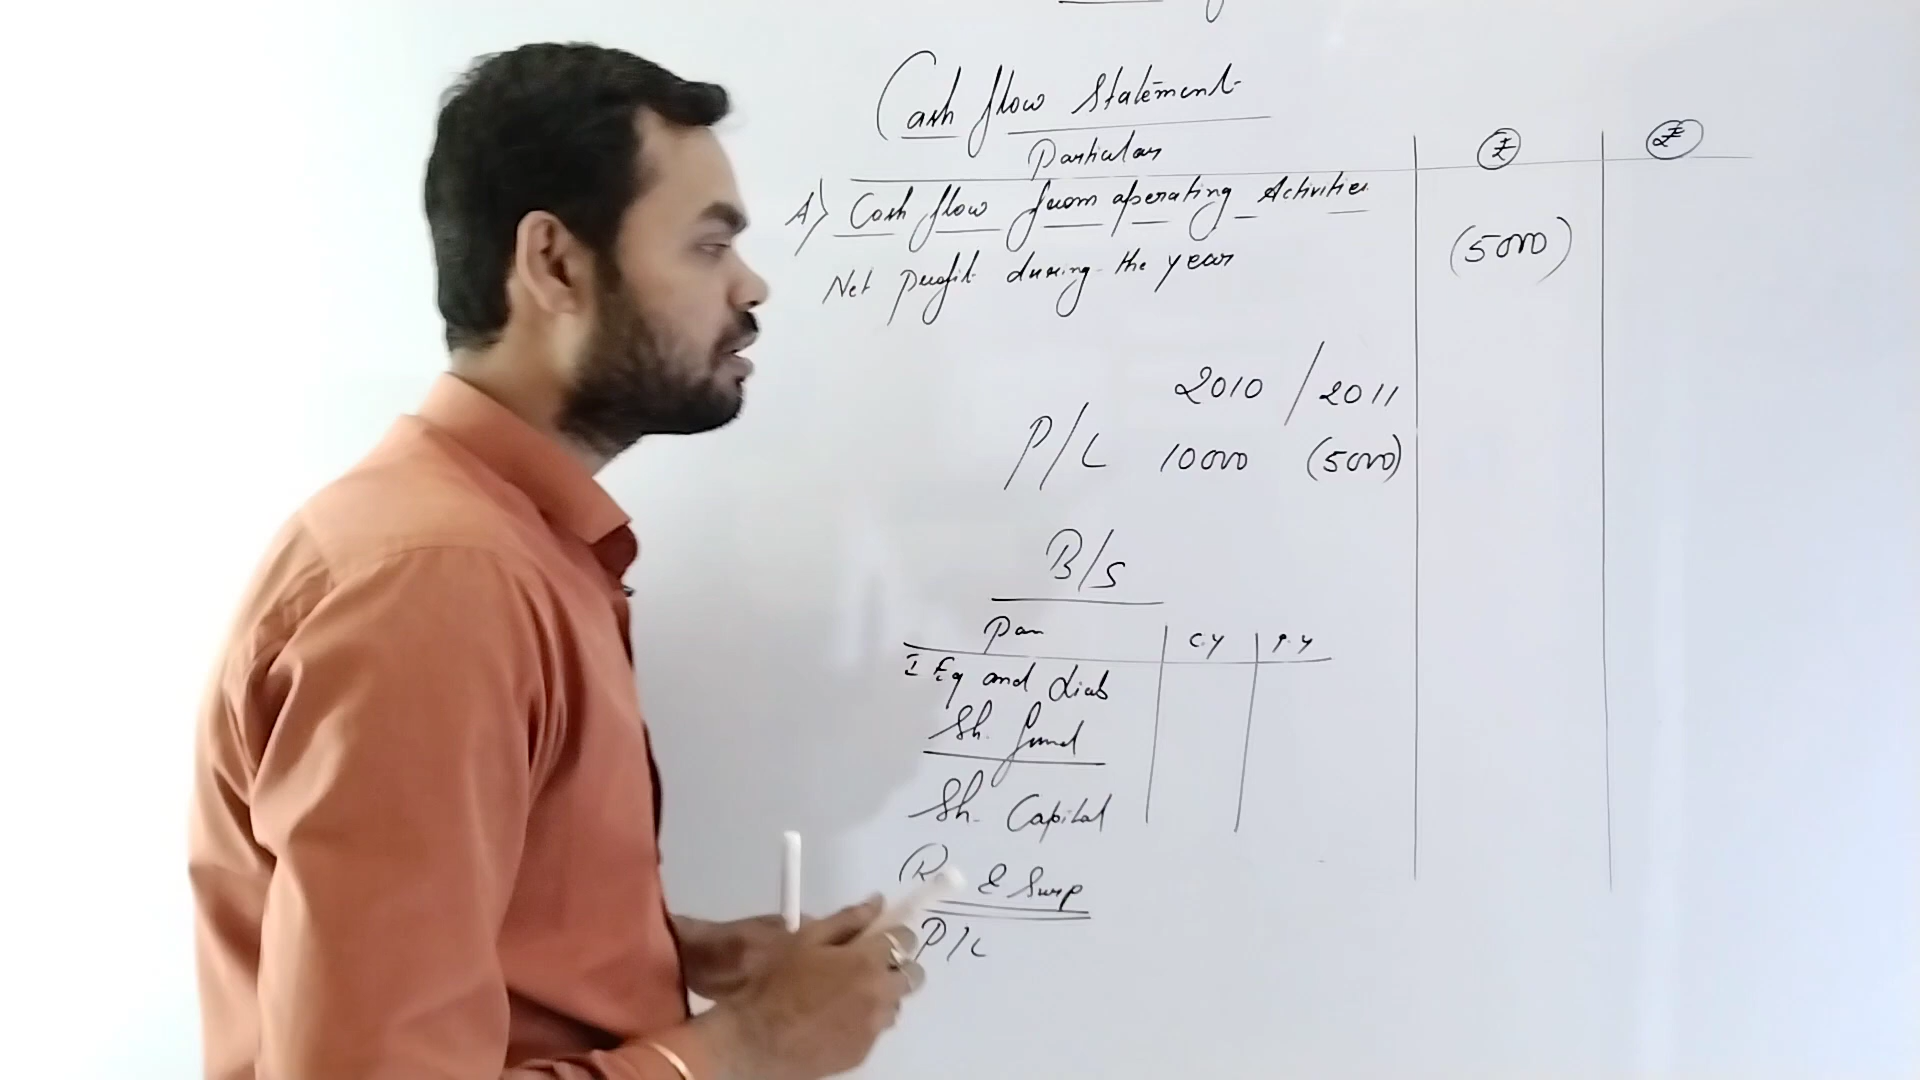 Cash flow Statement
Particulars ₹ ₹
A) Cash flow from operating Activities
Net profit during the year (5000)
2010 / 2011
P/L 10000 (5000)
B/S
Par C.Y P.Y
I Eq and Liab
Sh. fund
Sh. Capital
& Surp
P/L